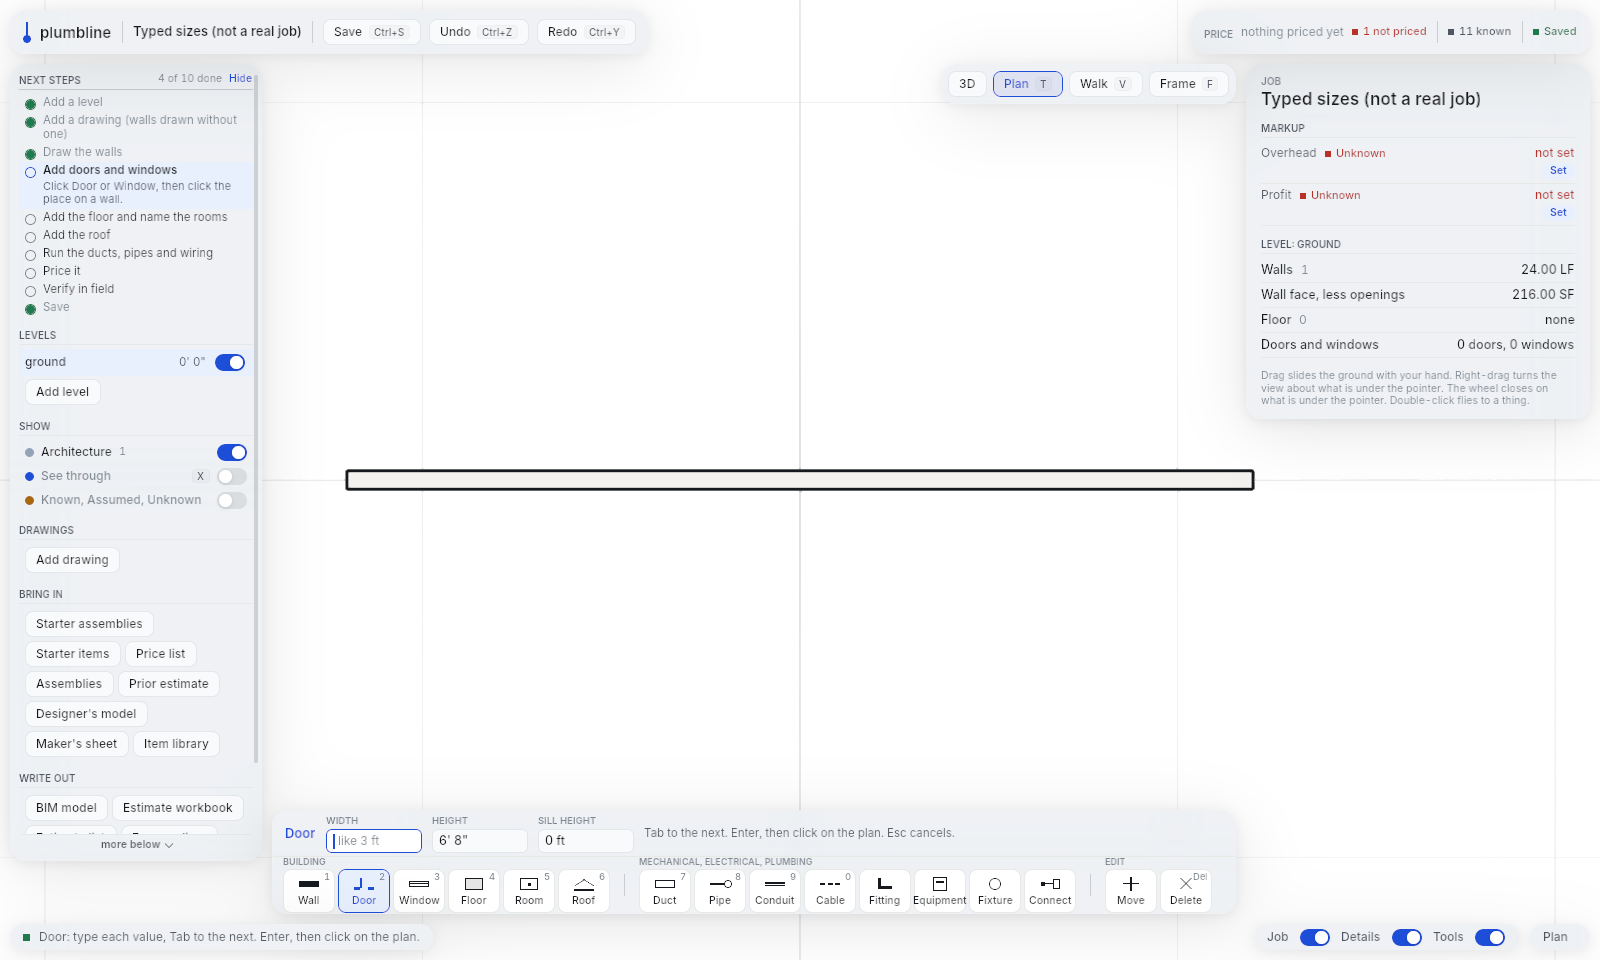 plumbline
Typed sizes (not a real job)
Save Ctrl+S
Undo Ctrl+Z
Redo Ctrl+Y
PRICE nothing priced yet 1 not priced 11 known Saved
NEXT STEPS 4 of 10 done Hide
Add a level
Add a drawing (walls drawn without
one)
Draw the walls
Add doors and windows
Click Door or Window, then click the
place on a wall.
Add the floor and name the rooms
Add the roof
Run the ducts, pipes and wiring
Price it
Verify in field
Save
LEVELS
ground 0' 0"
Add level
SHOW
Architecture 1
See through X
Known, Assumed, Unknown
DRAWINGS
Add drawing
BRING IN
Starter assemblies
Starter items Price list
Assemblies Prior estimate
Designer's model
Maker's sheet Item library
WRITE OUT
BIM model Estimate workbook
more below
3D
Plan T
Walk V
Frame F
JOB
Typed sizes (not a real job)
MARKUP
Overhead Unknown not set
Set
Profit Unknown not set
Set
LEVEL: GROUND
Walls 1 24.00 LF
Wall face, less openings 216.00 SF
Floor 0 none
Doors and windows 0 doors, 0 windows
Drag slides the ground with your hand. Right-drag turns the
view about what is under the pointer. The wheel closes on
what is under the pointer. Double-click flies to a thing.
WIDTH HEIGHT SILL HEIGHT
Door like 3 ft 6' 8" 0 ft Tab to the next. Enter, then click on the plan. Esc cancels.
BUILDING MECHANICAL, ELECTRICAL, PLUMBING EDIT
1 2 3 4 5 6 7 8 9 0 Del
Wall Door Window Floor Room Roof Duct Pipe Conduit Cable Fitting Equipment Fixture Connect Move Delete
Door: type each value, Tab to the next. Enter, then click on the plan.
Job Details Tools Plan